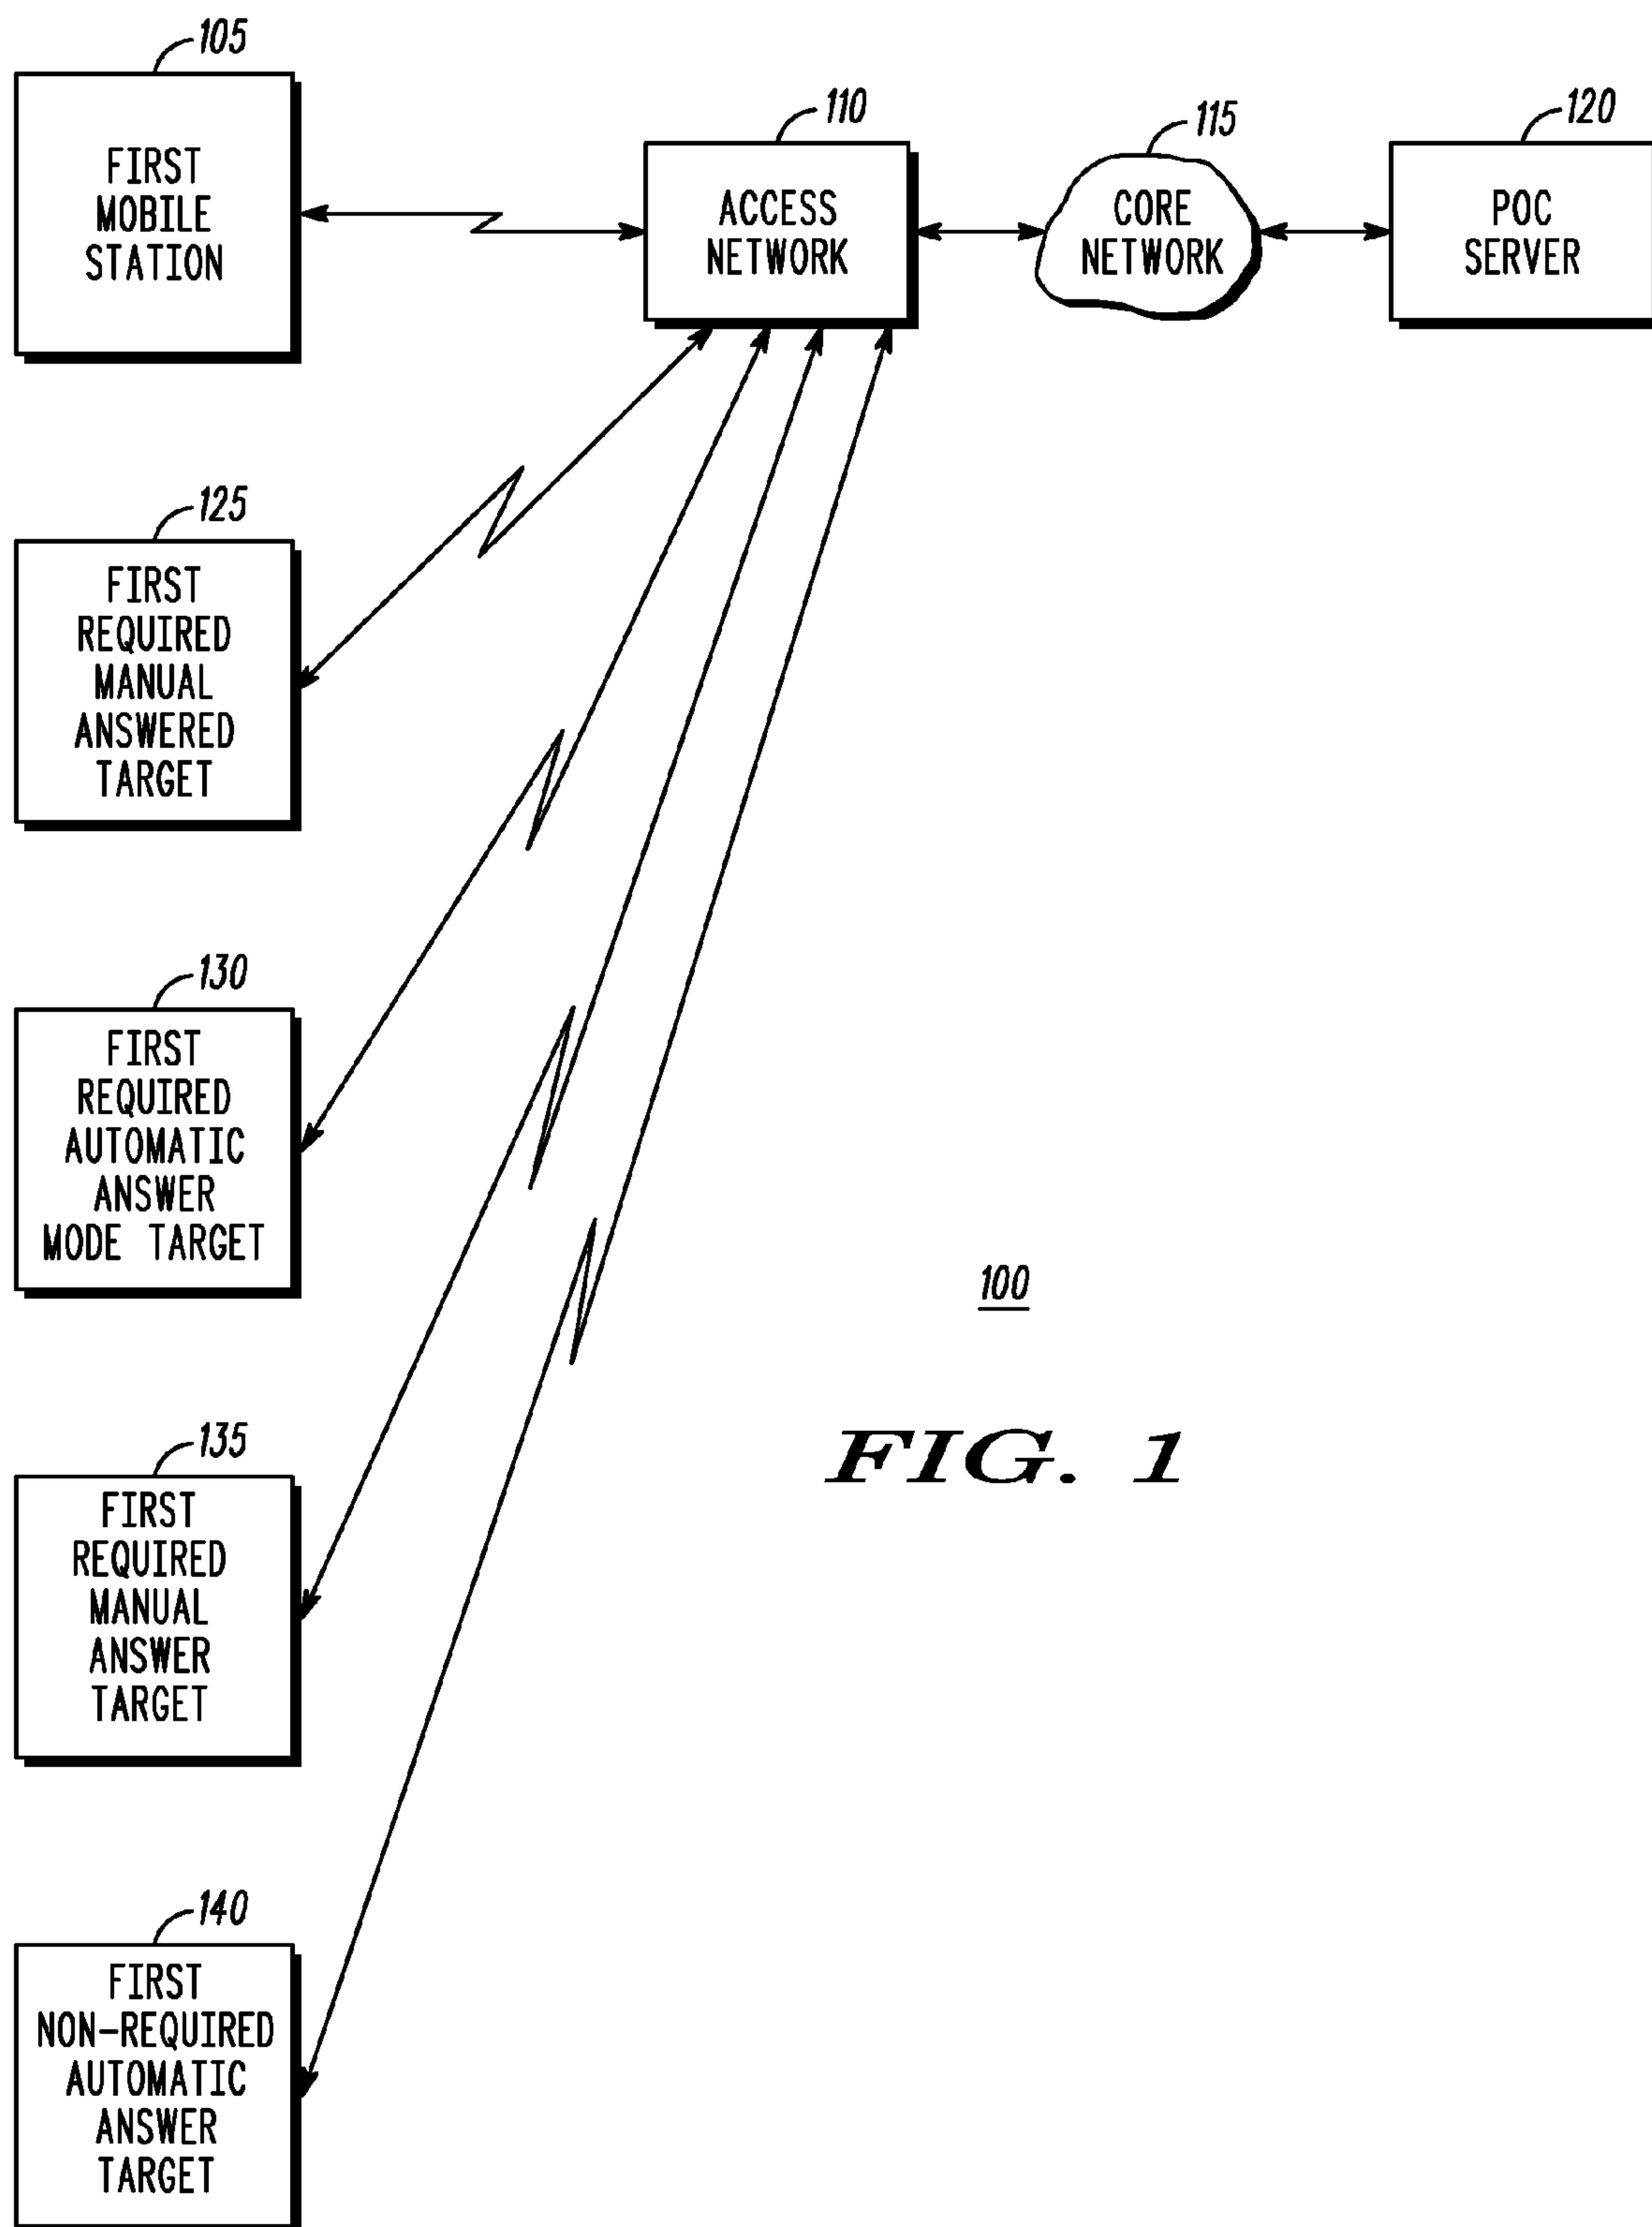 105
FIRST
MOBILE
STATION
110
ACCESS
NETWORK
115
CORE
NETWORK
120
POC
SERVER
125
FIRST
REQUIRED
MANUAL
ANSWERED
TARGET
130
FIRST
REQUIRED
AUTOMATIC
ANSWER
MODE TARGET
135
FIRST
REQUIRED
MANUAL
ANSWER
TARGET
140
FIRST
NON-REQUIRED
AUTOMATIC
ANSWER
TARGET
100
FIG. 1